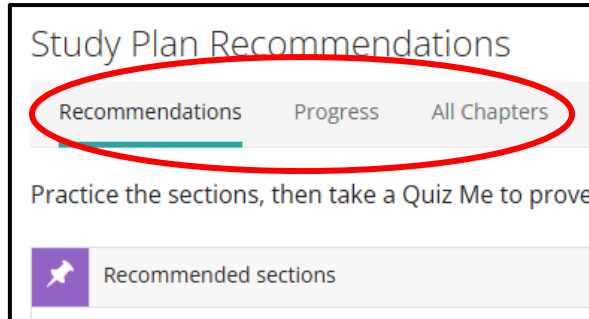 Study Plan Recommendations
Recommendations Progress All Chapters
Practice the sections, then take a Quiz Me to prove
Recommended sections